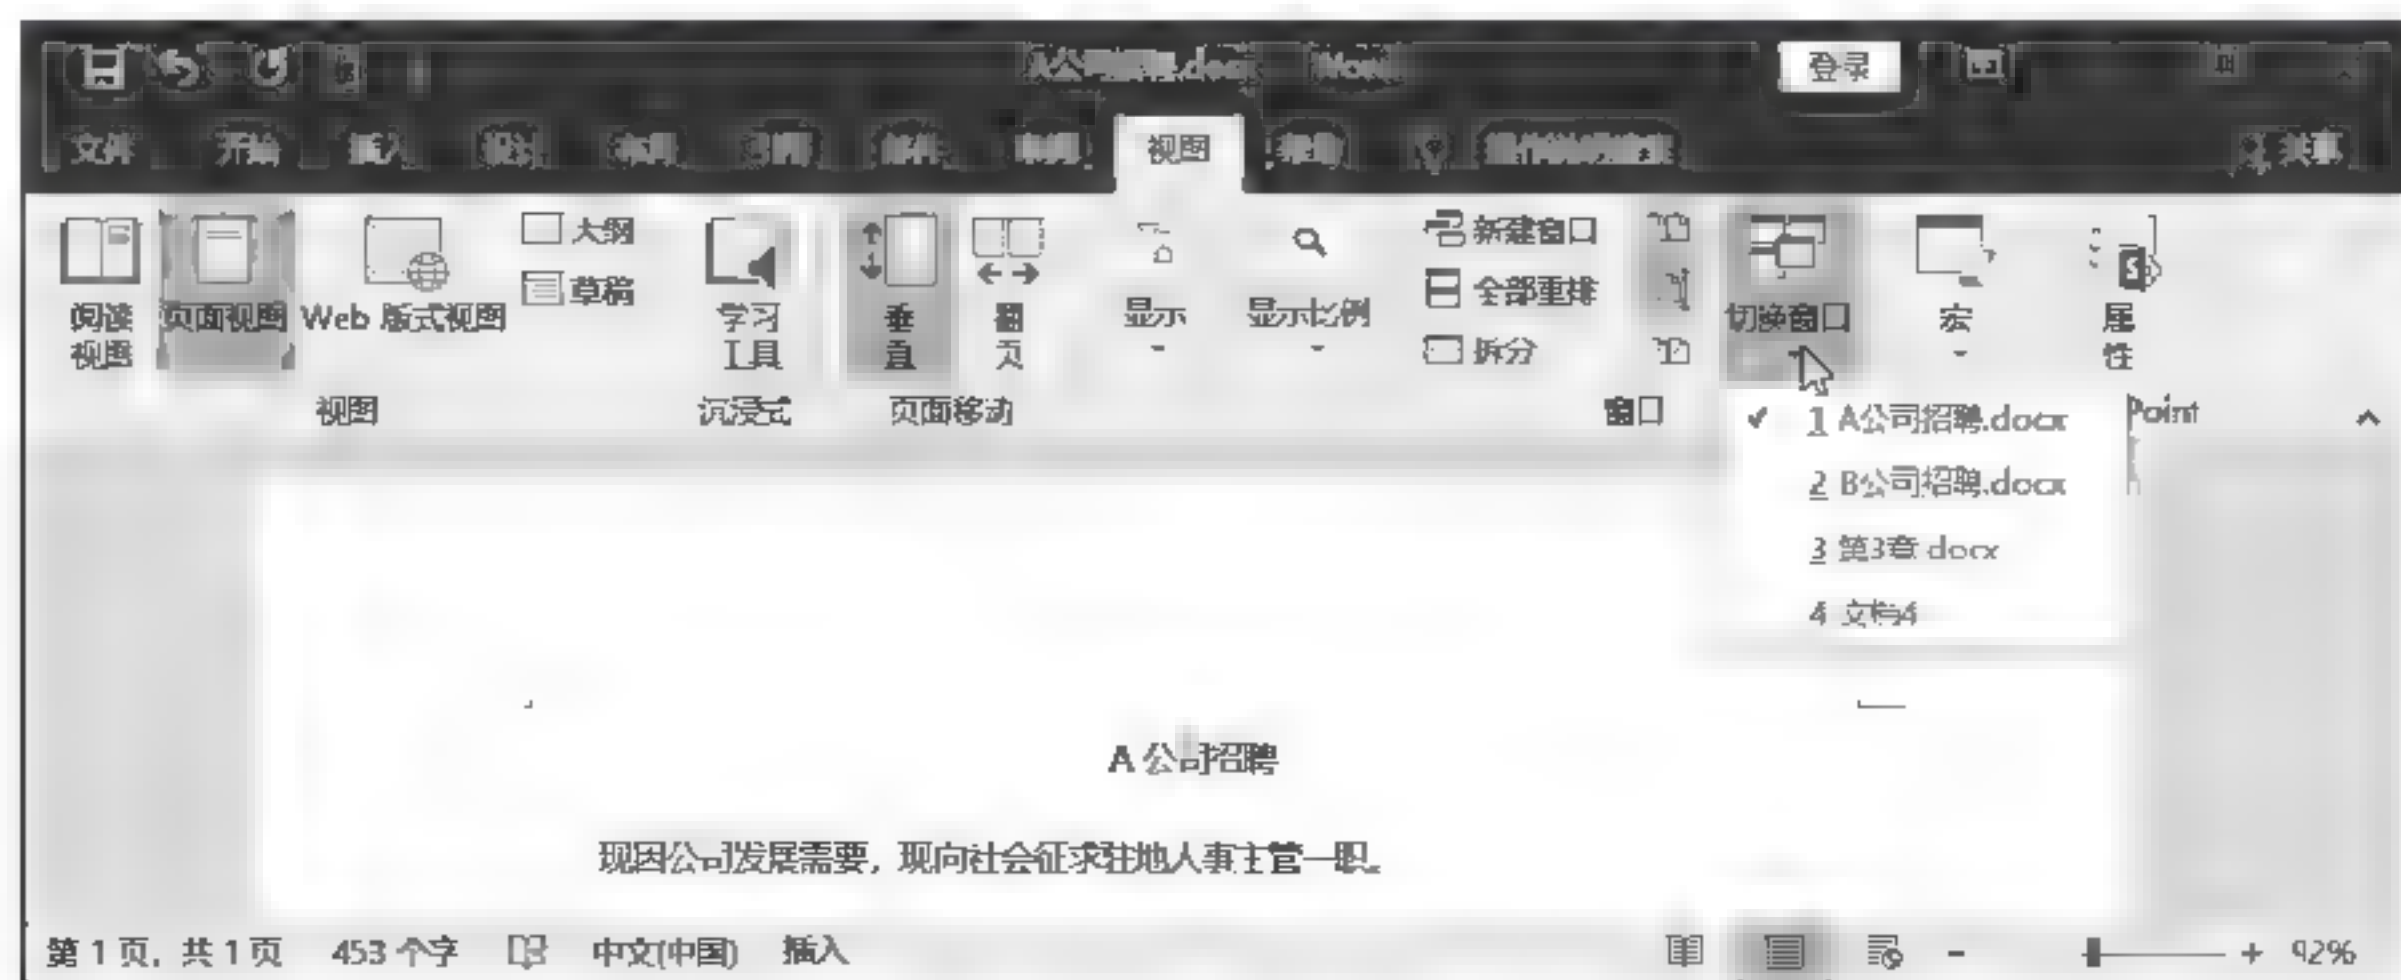 登录
文件 开始 插入 视图 共享
大纲 新建窗口
草稿 全部重排
阅读视图 页面视图 Web 版式视图 学习工具 垂直 翻页 显示 显示比例 拆分 切换窗口 宏 属性
视图 沉浸式 页面移动 窗口 Point
1 A公司招聘.docx
2 B公司招聘.docx
3 第3章.docx
4 文档4
A 公司招聘
现因公司发展需要，现向社会征求驻地人事主管一职。
第 1 页，共 1 页 453 个字 中文(中国) 插入 92%